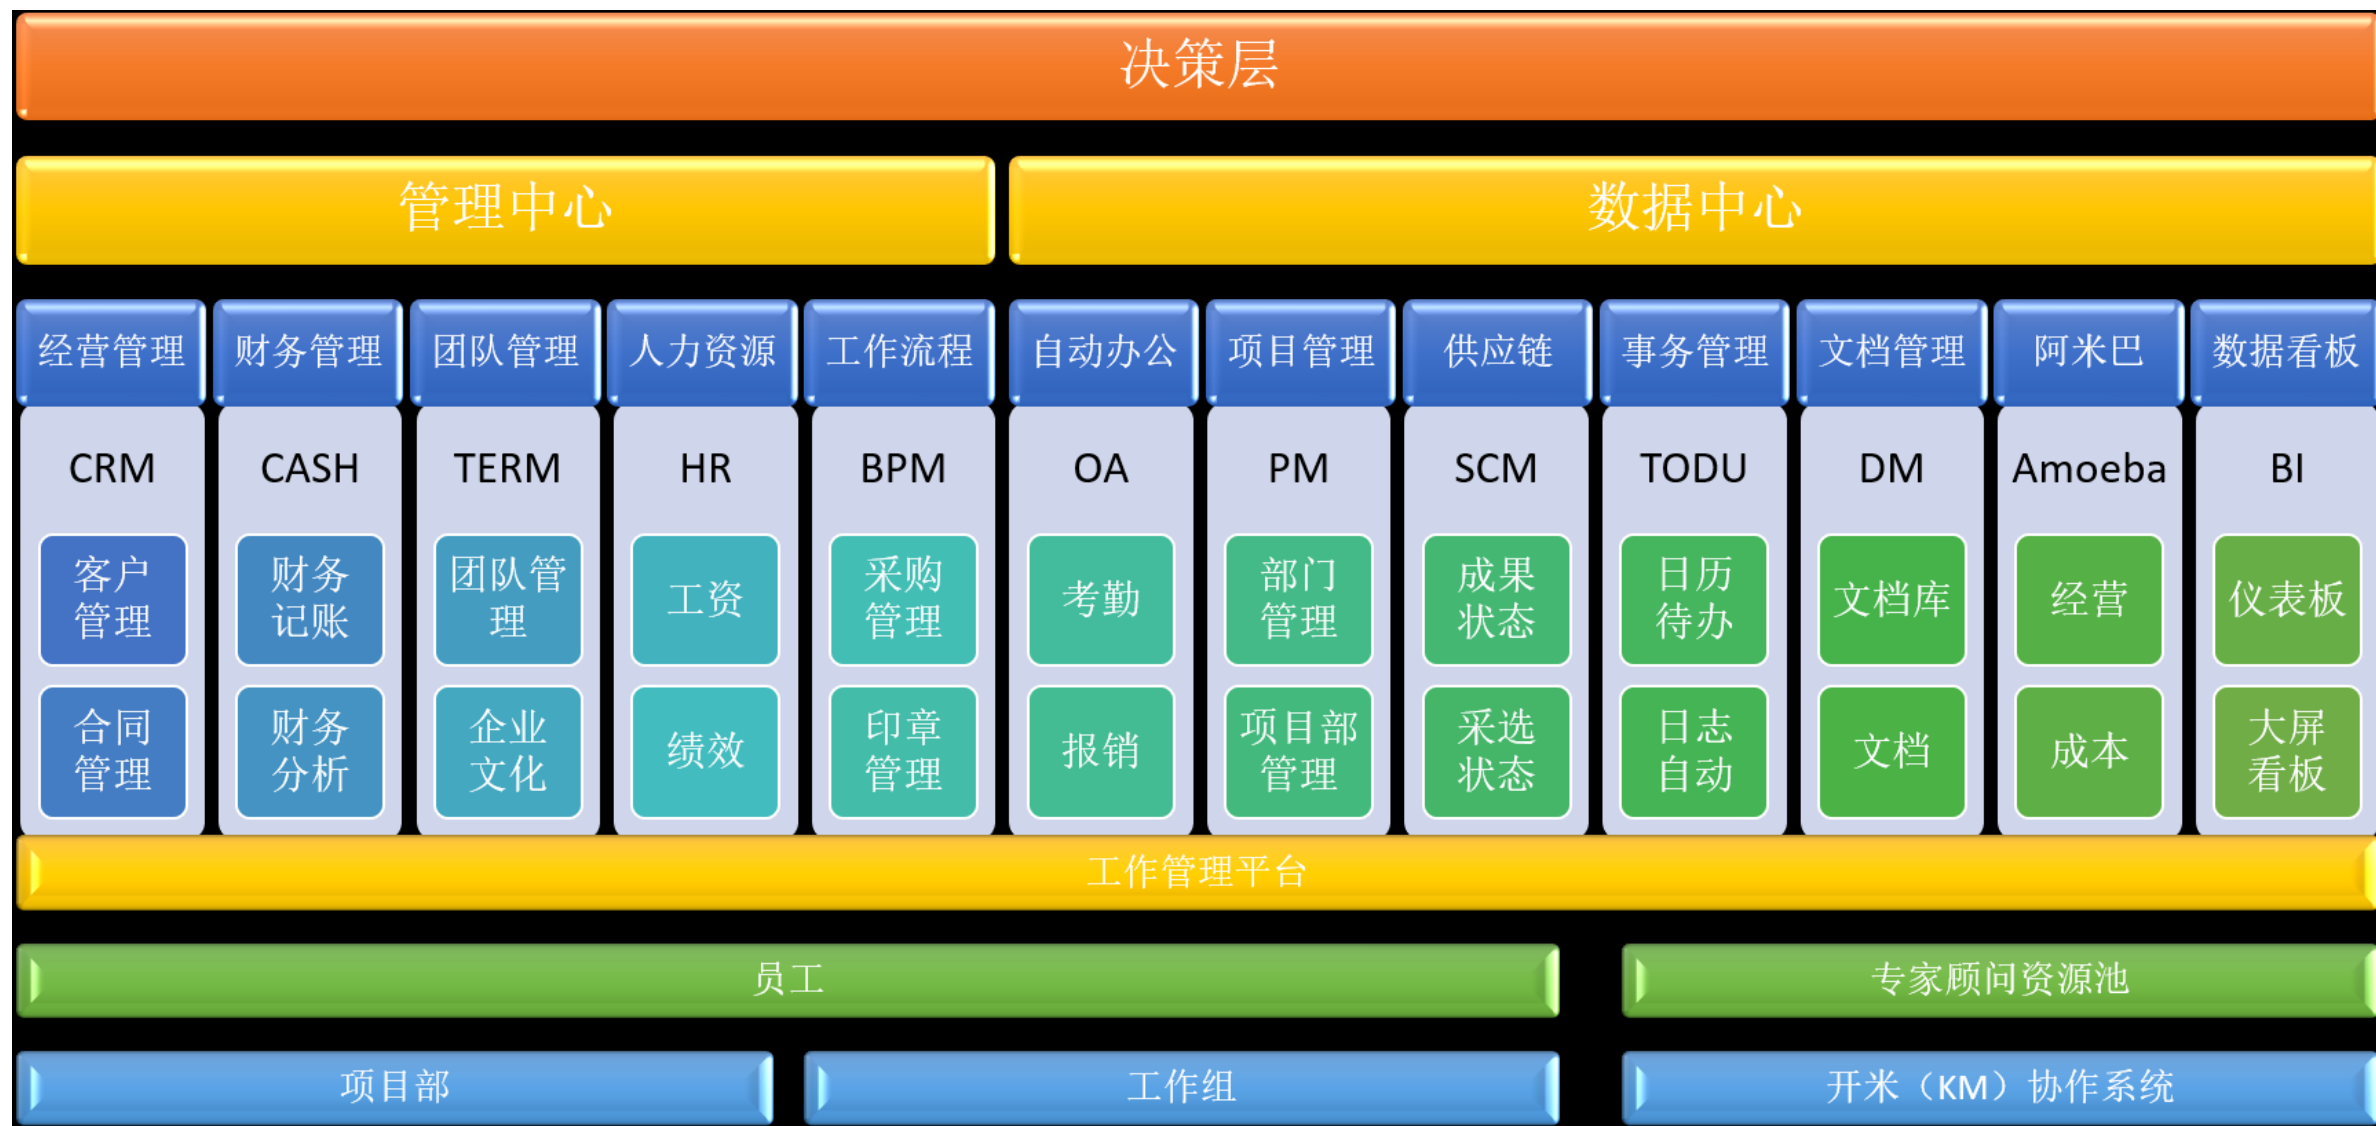 决策层
管理中心
数据中心
经营管理
财务管理
团队管理
人力资源
工作流程
自动办公
项目管理
供应链
事务管理
文档管理
阿米巴
数据看板
CRM
CASH
TERM
HR
BPM
OA
PM
SCM
TODU
DM
Amoeba
BI
客户
管理
财务
记账
团队管
理
工资
采购
管理
考勤
部门
管理
成果
状态
日历
待办
文档库
经营
仪表板
合同
管理
财务
分析
企业
文化
绩效
印章
管理
报销
项目部
管理
采选
状态
日志
自动
文档
成本
大屏
看板
工作管理平台
员工
专家顾问资源池
项目部
工作组
开米（KM）协作系统